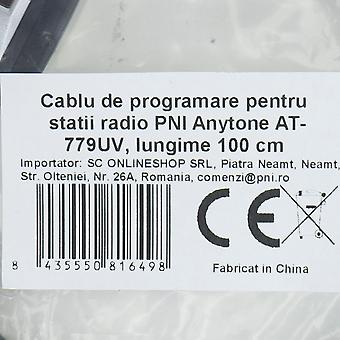 Cablu de programare pentru
statii radio PNI Anytone AT-
779UV, lungime 100 cm
Importator: SC ONLINESHOP SRL, Piatra Neamt, Neamt,
Str. Olteniei, Nr. 26A, Romania, comenzi@pni.ro
CE
8 435550 816498
Fabricat in China